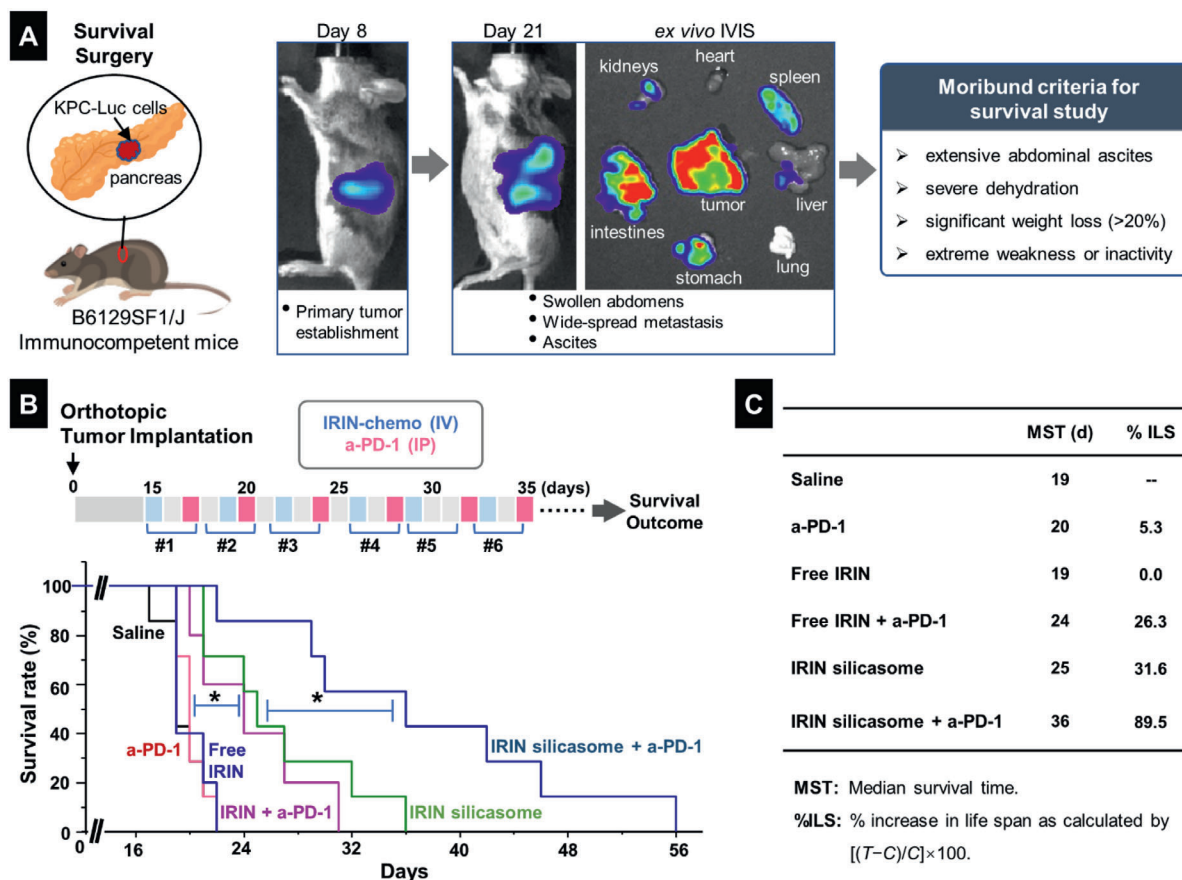 A
Survival
Surgery
KPC-Luc cells
pancreas
B6129SF1/J
Immunocompetent mice
Day 8
• Primary tumor
establishment
Day 21
ex vivo IVIS
kidneys
heart
spleen
intestines
tumor
liver
stomach
lung
• Swollen abdomens
• Wide-spread metastasis
• Ascites
Moribund criteria for
survival study
➢ extensive abdominal ascites
➢ severe dehydration
➢ significant weight loss (>20%)
➢ extreme weakness or inactivity
B
Orthotopic
Tumor Implantation
IRIN-chemo (IV)
a-PD-1 (IP)
0 15 20 25 30 35 (days)
#1 #2 #3 #4 #5 #6
Survival
Outcome
Survival rate (%)
100
80
60
40
20
0
Saline
* *
a-PD-1
Free
IRIN
IRIN + a-PD-1
IRIN silicasome
IRIN silicasome + a-PD-1
0 16 24 32 40 48 56
Days
C
MST (d) % ILS
Saline 19 --
a-PD-1 20 5.3
Free IRIN 19 0.0
Free IRIN + a-PD-1 24 26.3
IRIN silicasome 25 31.6
IRIN silicasome + a-PD-1 36 89.5
MST: Median survival time.
%ILS: % increase in life span as calculated by
[(T−C)/C]×100.